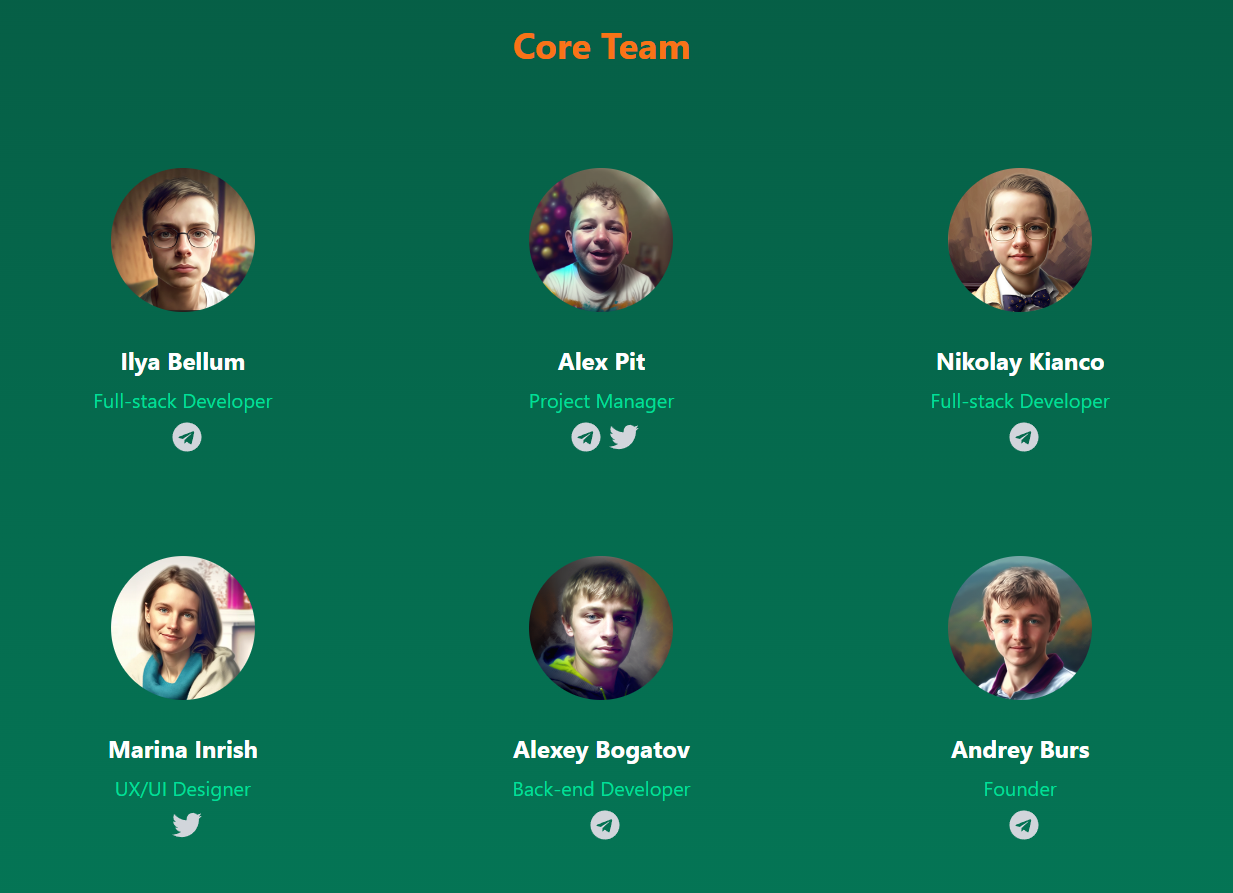 Core Team
Ilya Bellum
Alex Pit
Nikolay Kianco
Full-stack Developer
Project Manager
Full-stack Developer
Marina Inrish
Alexey Bogatov
Andrey Burs
UX/UI Designer
Back-end Developer
Founder